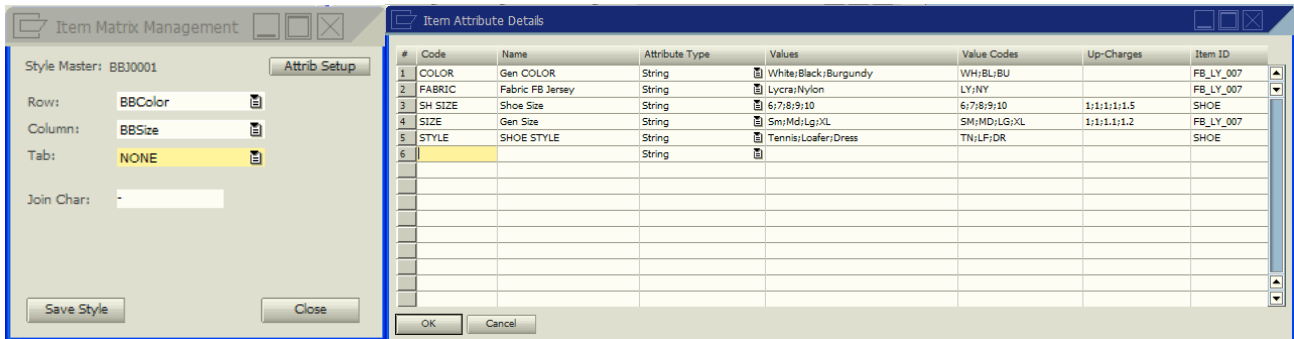 Item Matrix Management
Style Master: BBJ0001 Attrib Setup
Row: BBColor
Column: BBSize
Tab: NONE
Join Char: -
Save Style Close
Item Attribute Details
# Code Name Attribute Type Values Value Codes Up-Charges Item ID
1 COLOR Gen COLOR String White;Black;Burgundy WH;BL;BU FB_LY_007
2 FABRIC Fabric FB Jersey String Lycra;Nylon LY;NY FB_LY_007
3 SH SIZE Shoe Size String 6;7;8;9;10 6;7;8;9;10 1;1;1;1;1.5 SHOE
4 SIZE Gen Size String Sm;Md;Lg;XL SM;MD;LG;XL 1;1;1.1;1.2 FB_LY_007
5 STYLE SHOE STYLE String Tennis;Loafer;Dress TN;LF;DR SHOE
6 String
OK Cancel